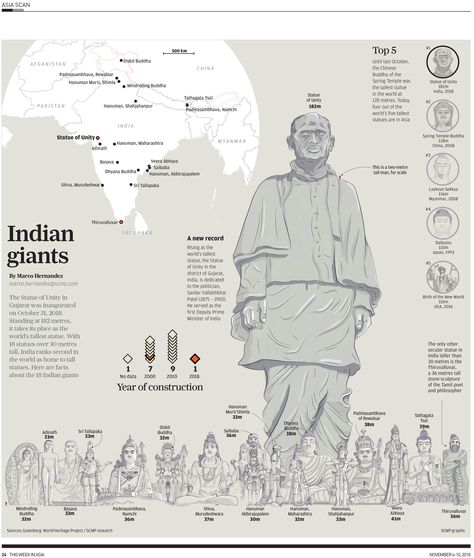 ASIA SCAN
500 km
AFGHANISTAN
CHINA
PAKISTAN
INDIA
MYANMAR
SRI LANKA
Diskit Buddha
Padmasambhava, Rewalsar
Hanuman Murti, Shimla
Mindrolling Buddha
Hanuman, Shahjahanpur
Tathagata Tsal
Padmasambhava, Namchi
Statue of Unity
Adinath
Hanuman, Maharashtra
Basava
Veera Abhaya
Saibaba
Dhyana Buddha
Hanuman, Abbirajupalem
Shiva, Murudeshwar
Sri Tallapaka
Thiruvalluvar
Indian
giants
By Marco Hernandez
marco.hernandez@scmp.com
The Statue of Unity in
Gujarat was inaugurated
on October 31, 2018.
Standing at 182 metres,
it takes its place as the
world's tallest statue. With
18 statues over 30 metres
tall, India ranks second in
the world as home to tall
statues. Here are facts
about the 18 Indian giants
A new record
Rising as the
world's tallest
statue, the Statue
of Unity in the
district of Gujarat,
India, is dedicated
to the politician,
Sardar Vallabhbhai
Patel (1875 - 1950).
He served as the
first Deputy Prime
Minister of India
Statue
of Unity
182m
This is a two-metre
tall man, for scale
Top 5
Until last October,
the Chinese
Buddha of the
Spring Temple was
the tallest statue
in the world at
128 metres. Today,
four out of the
world's five tallest
statues are in Asia
#1
Statue of Unity
182m
India, 2018
#2
Spring Temple Buddha
128m
China, 2008
#3
Laykyun Sekkya
116m
Myanmar, 2008
#4
Daibutsu
110m
Japan, 1993
#5
Birth of the New World
110m
USA, 2016
The only other
secular statue in
India taller than
30 metres is the
Thiruvalluvar,
a 36 metres tall
stone sculpture
of the Tamil poet
and philosopher
1
No data
7
2000
9
2010
1
2018
Year of construction
Adinath
33m
Sri Tallapaka
33m
Diskit
Buddha
32m
Saibaba
36m
Hanuman
Murti Shimla
33m
Dhyana
Buddha
38m
Padmasambhava
of Rewalsar
38m
Tathagata
Tsal
39m
Mindrolling
Buddha
32m
Basava
33m
Padmasambhava,
Namchi
36m
Shiva,
Murudeshwar
37m
Hanuman
Abbirajupalem
41m
Hanuman,
Maharashtra
32m
Hanuman,
Shahjahanpur
Veera
Abhaya
41m
Thiruvalluvar
36m
Sources: Gutenberg World Heritage Project / SCMP research
SCMP graphic
24 THIS WEEK IN ASIA
NOVEMBER 4-10, 2018